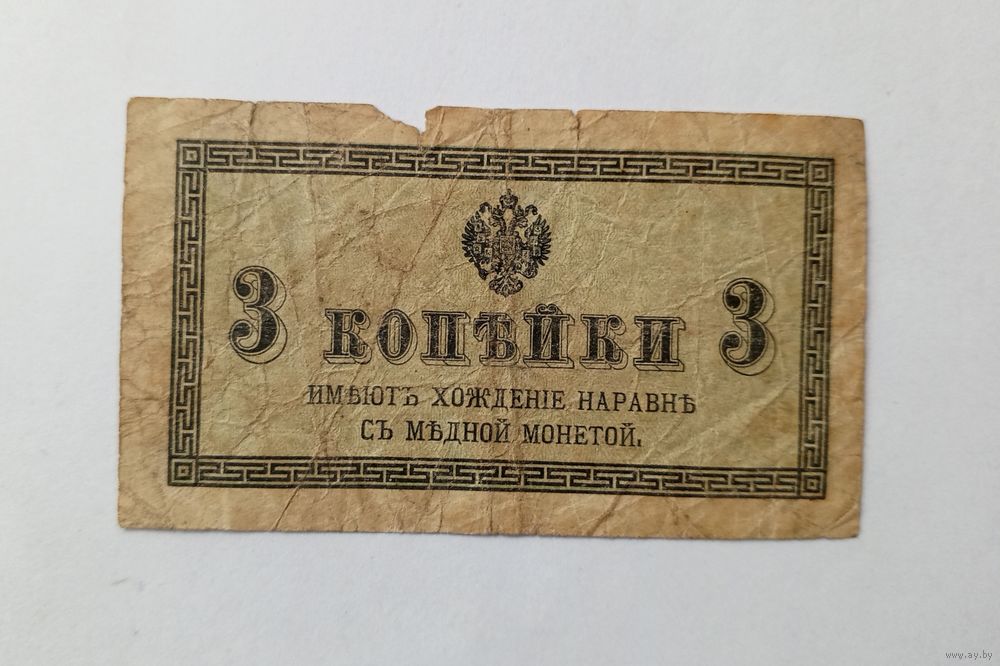 3 КОПѢЙКИ 3
ИМѢЮТЪ ХОЖДЕНІЕ НАРАВНѢ
СЪ МѢДНОЙ МОНЕТОЙ.
www.ay.by